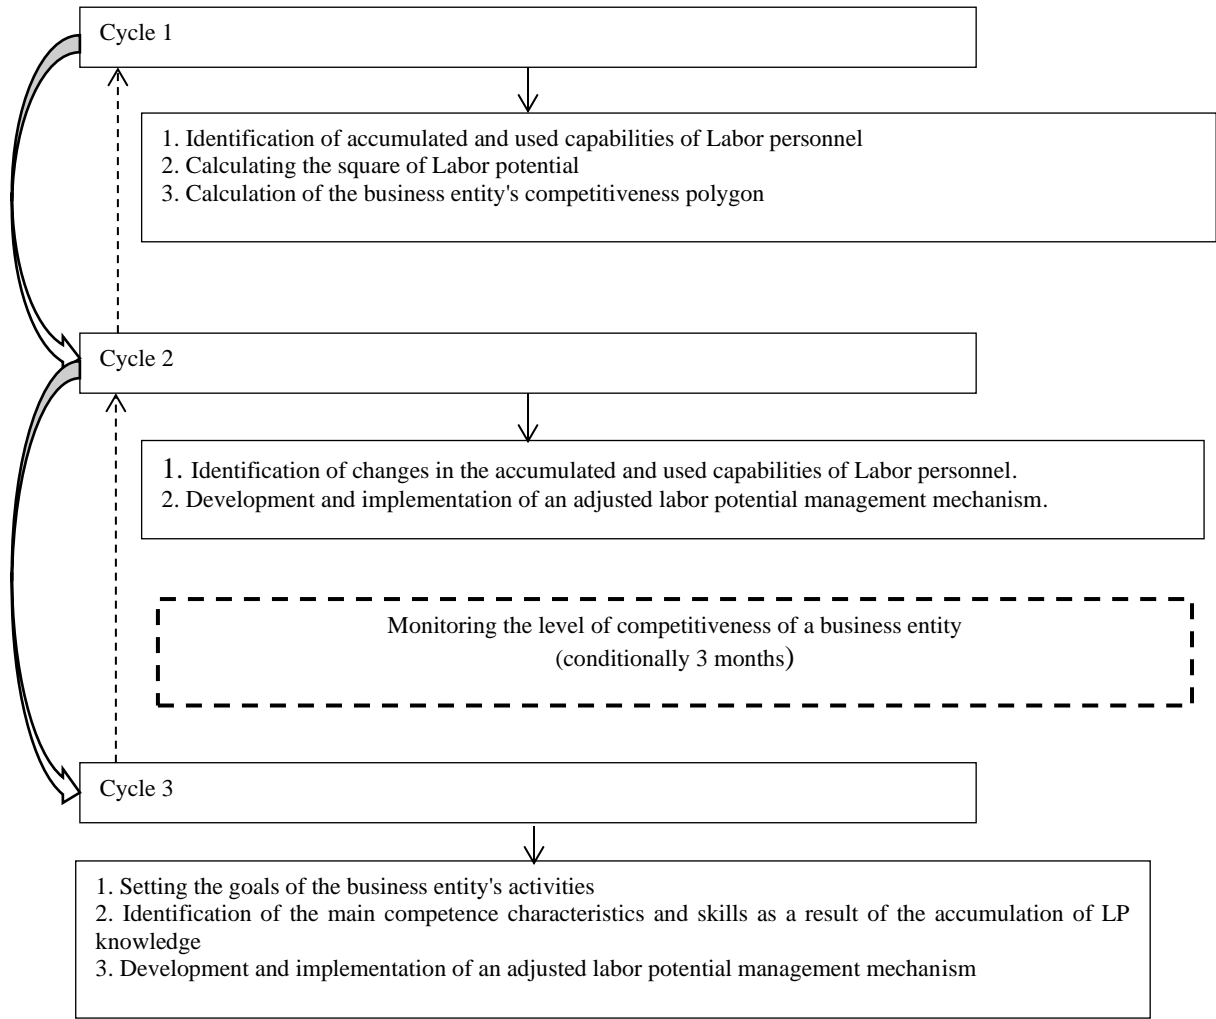 Cycle 1
1. Identification of accumulated and used capabilities of Labor personnel
2. Calculating the square of Labor potential
3. Calculation of the business entity's competitiveness polygon
Cycle 2
1. Identification of changes in the accumulated and used capabilities of Labor personnel.
2. Development and implementation of an adjusted labor potential management mechanism.
Monitoring the level of competitiveness of a business entity
(conditionally 3 months)
Cycle 3
1. Setting the goals of the business entity's activities
2. Identification of the main competence characteristics and skills as a result of the accumulation of LP
knowledge
3. Development and implementation of an adjusted labor potential management mechanism